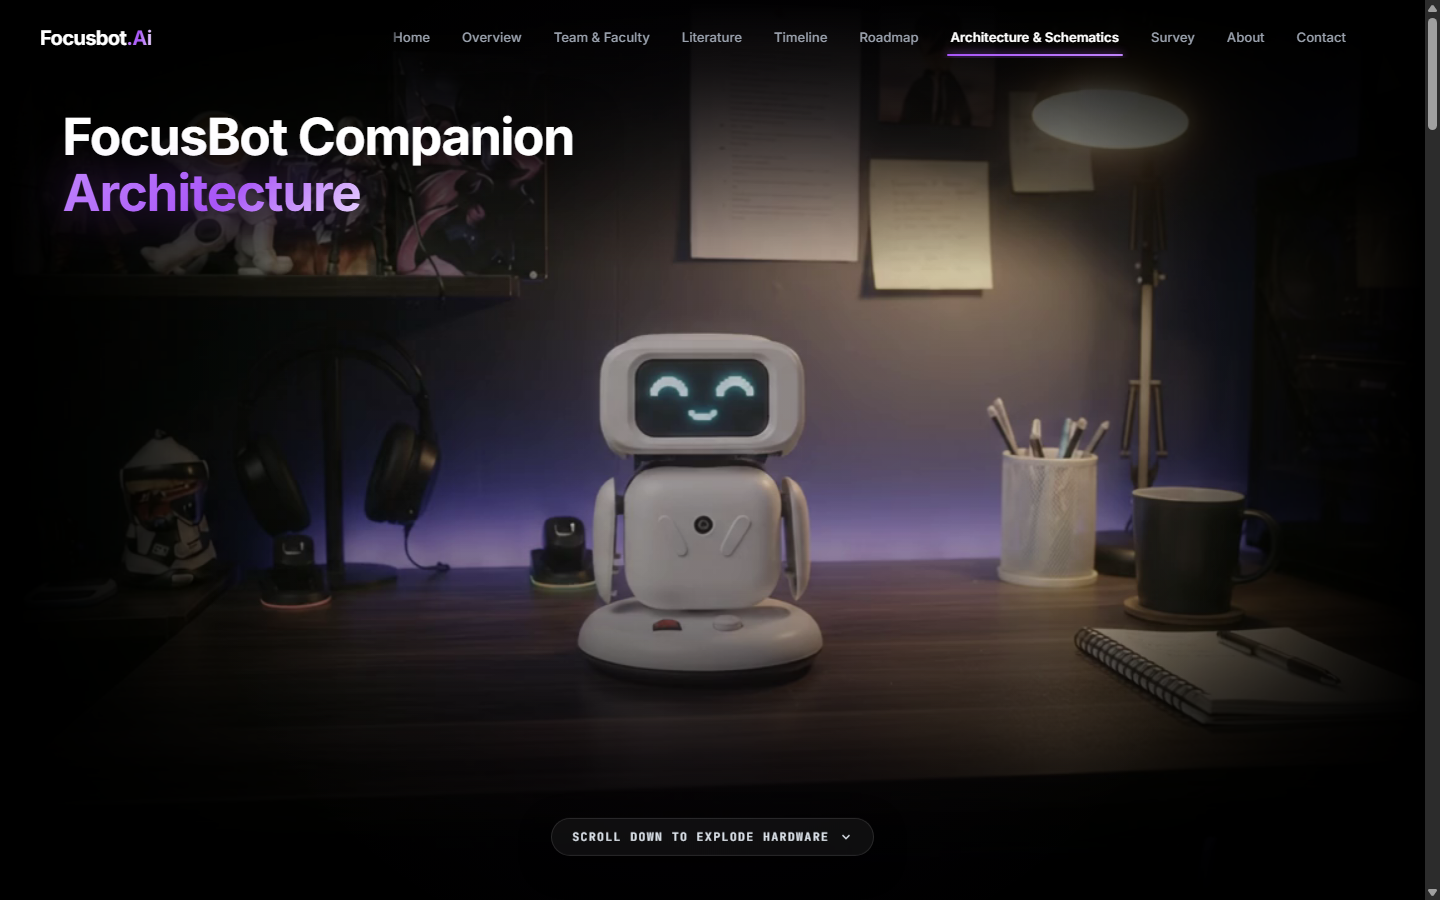 Focusbot.Ai
Home Overview Team & Faculty Literature Timeline Roadmap Architecture & Schematics Survey About Contact
FocusBot Companion
Architecture
SCROLL DOWN TO EXPLODE HARDWARE